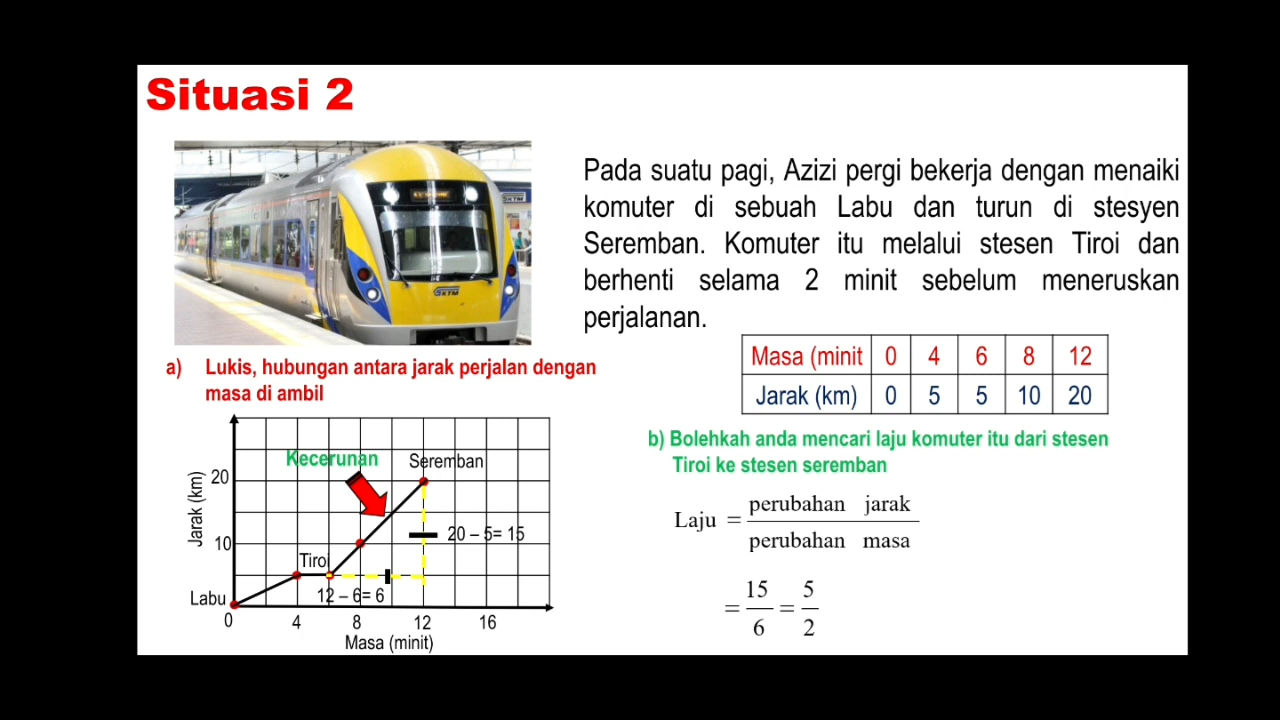 Situasi 2
KTM
Pada suatu pagi, Azizi pergi bekerja dengan menaiki
komuter di sebuah Labu dan turun di stesyen
Seremban. Komuter itu melalui stesen Tiroi dan
berhenti selama 2 minit sebelum meneruskan
perjalanan.
Masa (minit 0 4 6 8 12
Jarak (km) 0 5 5 10 20
a) Lukis, hubungan antara jarak perjalan dengan
masa di ambil
Kecerunan
Seremban
Jarak (km)
20
20 – 5= 15
10
Tiroi
Labu
12 – 6= 6
0 4 8 12 16
Masa (minit)
b) Bolehkah anda mencari laju komuter itu dari stesen
Tiroi ke stesen seremban
Laju = perubahan jarak
perubahan masa
= 15 = 5
6 2